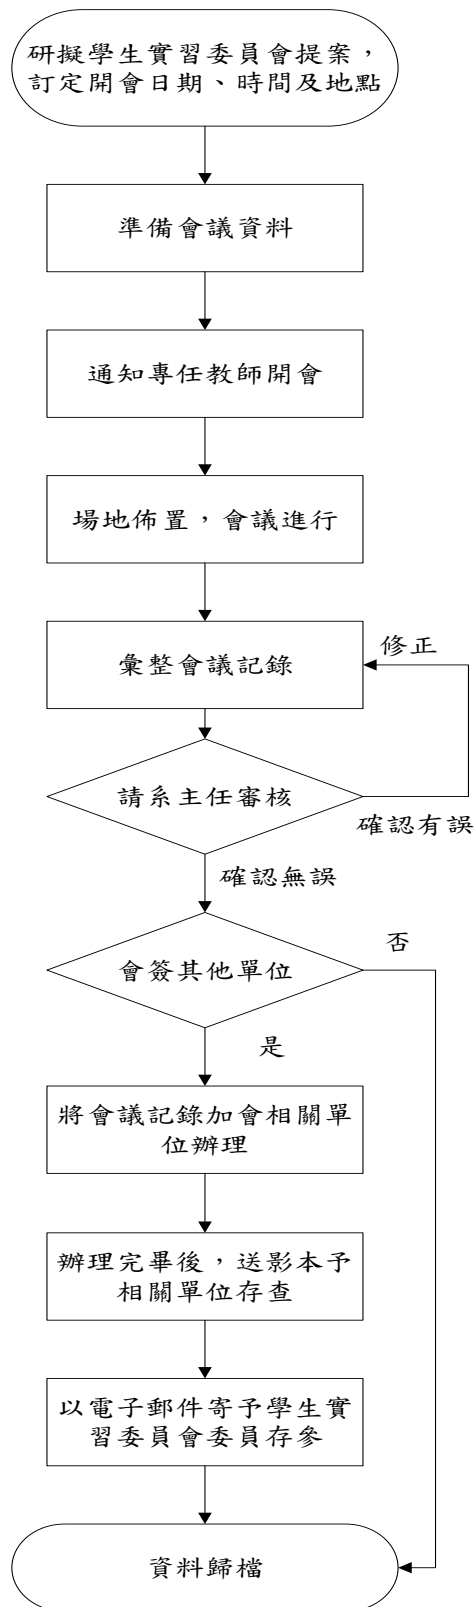 研擬學生實習委員會提案，
訂定開會日期、時間及地點
準備會議資料
通知專任教師開會
場地佈置，會議進行
彙整會議記錄
修正
請系主任審核
確認有誤
確認無誤
會簽其他單位
否
是
將會議記錄加會相關單
位辦理
辦理完畢後，送影本予
相關單位存查
以電子郵件寄予學生實
習委員會委員存參
資料歸檔